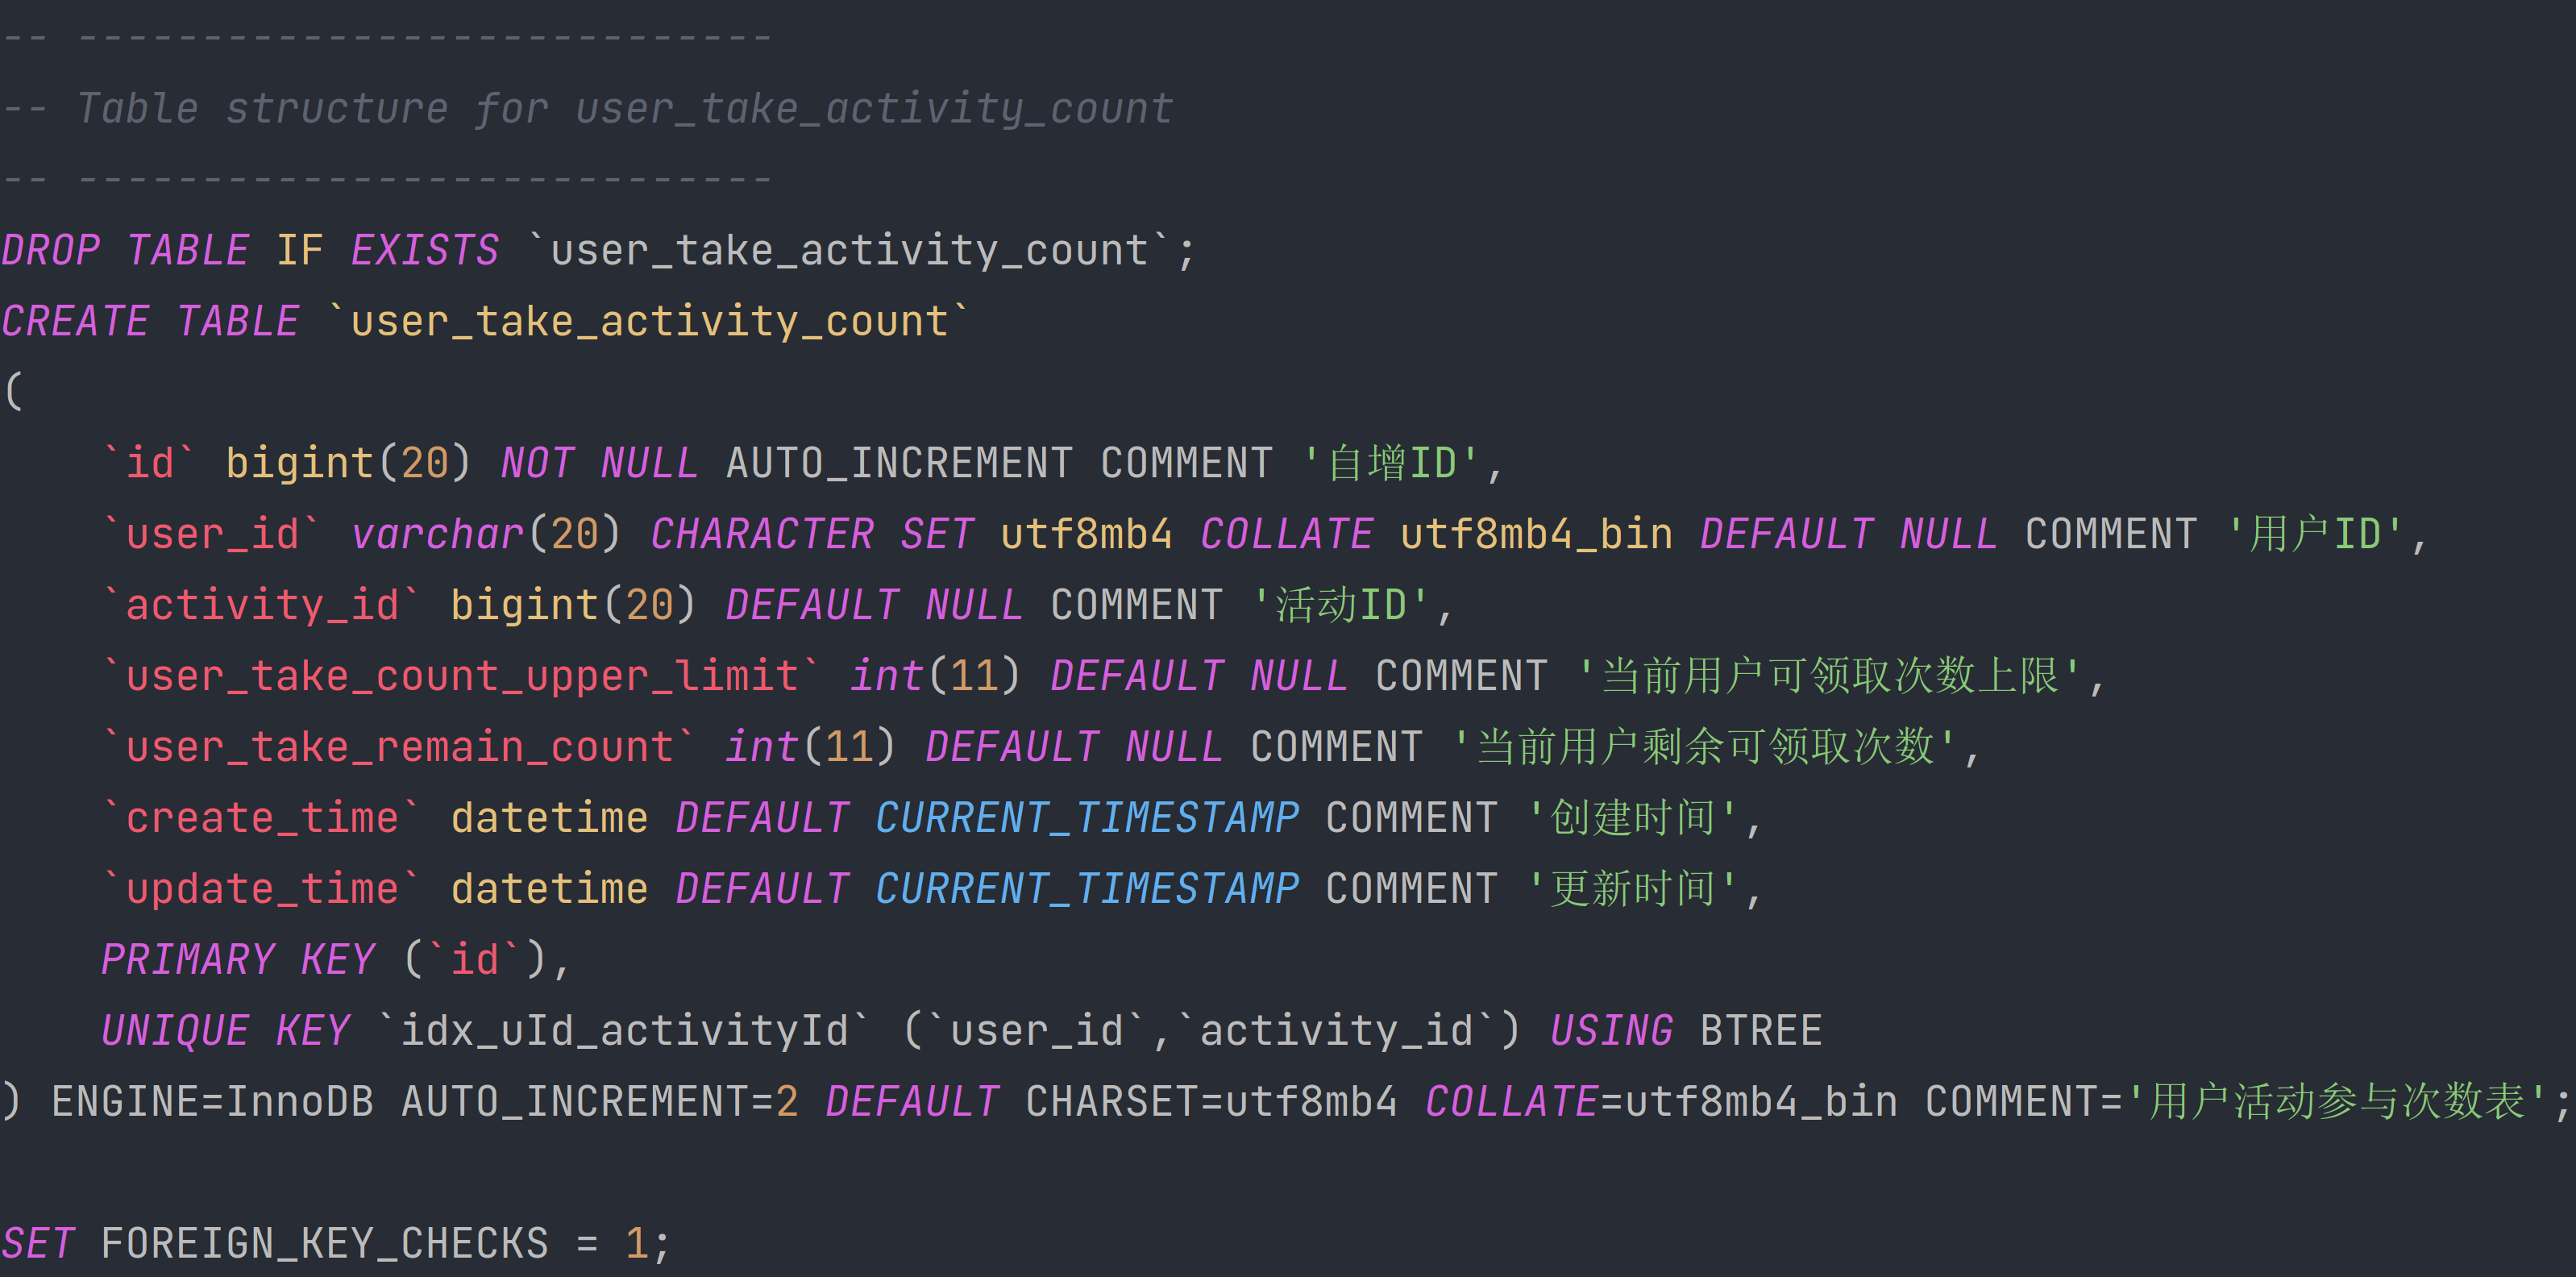 -- ----------------------------
-- Table structure for user_take_activity_count
-- ----------------------------
DROP TABLE IF EXISTS `user_take_activity_count`;
CREATE TABLE `user_take_activity_count`
(
    `id` bigint(20) NOT NULL AUTO_INCREMENT COMMENT '自增ID',
    `user_id` varchar(20) CHARACTER SET utf8mb4 COLLATE utf8mb4_bin DEFAULT NULL COMMENT '用户ID',
    `activity_id` bigint(20) DEFAULT NULL COMMENT '活动ID',
    `user_take_count_upper_limit` int(11) DEFAULT NULL COMMENT '当前用户可领取次数上限',
    `user_take_remain_count` int(11) DEFAULT NULL COMMENT '当前用户剩余可领取次数',
    `create_time` datetime DEFAULT CURRENT_TIMESTAMP COMMENT '创建时间',
    `update_time` datetime DEFAULT CURRENT_TIMESTAMP COMMENT '更新时间',
    PRIMARY KEY (`id`),
    UNIQUE KEY `idx_uId_activityId` (`user_id`,`activity_id`) USING BTREE
) ENGINE=InnoDB AUTO_INCREMENT=2 DEFAULT CHARSET=utf8mb4 COLLATE=utf8mb4_bin COMMENT='用户活动参与次数表';
SET FOREIGN_KEY_CHECKS = 1;